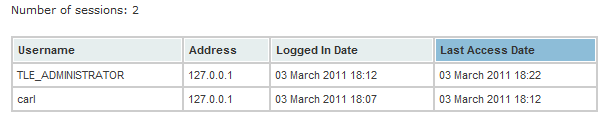 Number of sessions: 2
Username Address Logged In Date Last Access Date
TLE_ADMINISTRATOR 127.0.0.1 03 March 2011 18:12 03 March 2011 18:22
carl 127.0.0.1 03 March 2011 18:07 03 March 2011 18:12